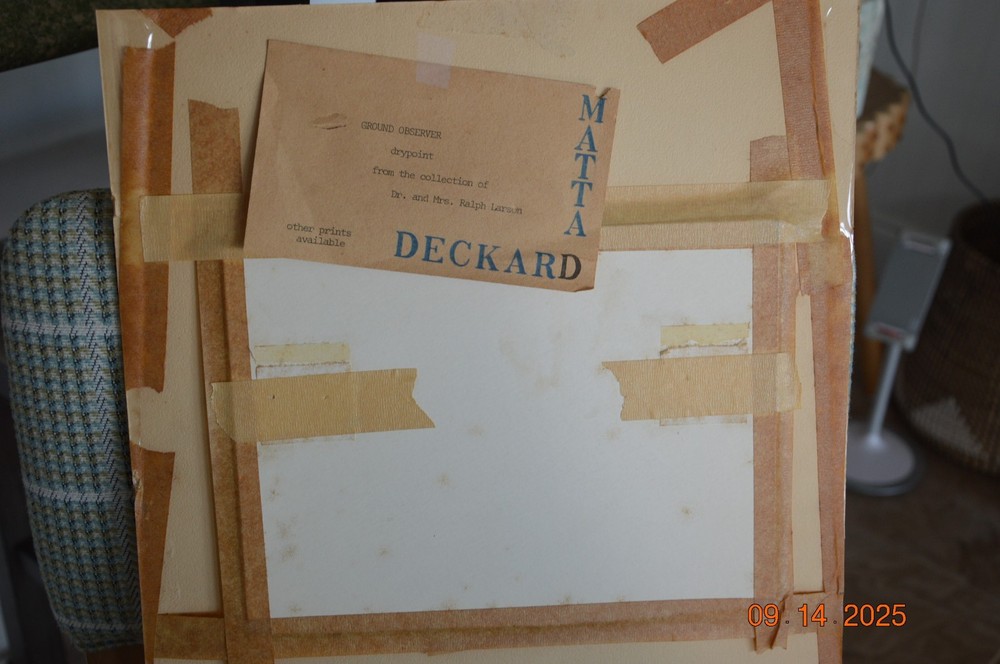 GROUND OBSERVER
drypoint
from the collection of
Dr. and Mrs. Ralph Larsen
other prints
available
MATTA
DECKARD
09.14.2025